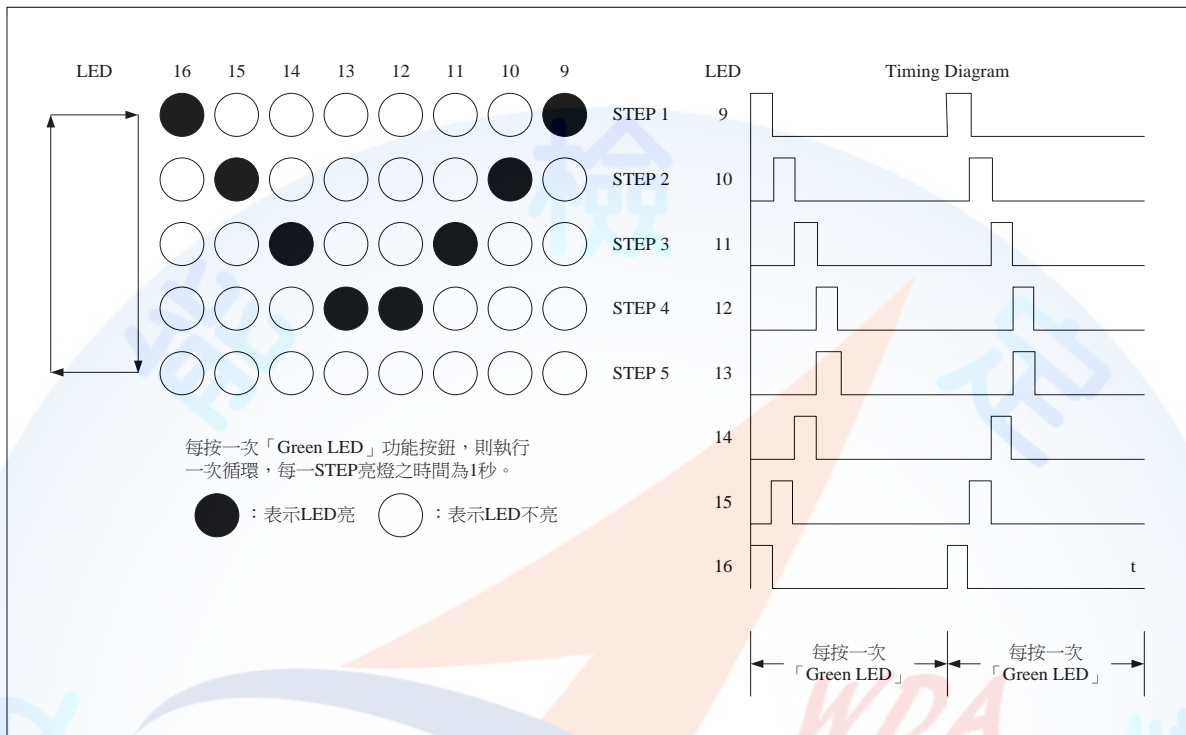 LED 16 15 14 13 12 11 10 9
STEP 1
STEP 2
STEP 3
STEP 4
STEP 5
每按一次「Green LED」功能按鈕，則執行
一次循環，每一STEP亮燈之時間為1秒。
：表示LED亮 ：表示LED不亮
LED Timing Diagram
9
10
11
12
13
14
15
16
t
每按一次
「Green LED」
每按一次
「Green LED」
檢
能
定
WDA